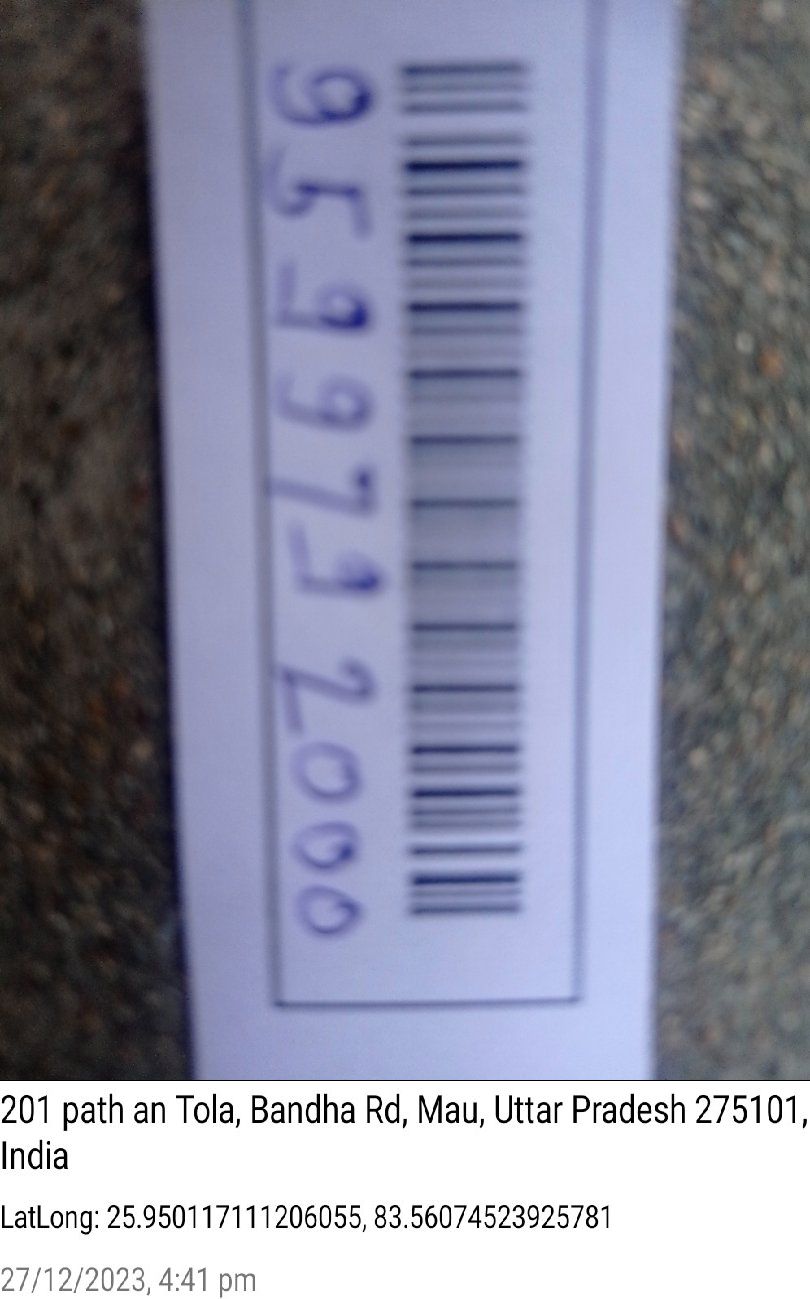 9599792000
201 path an Tola, Bandha Rd, Mau, Uttar Pradesh 275101,
India
LatLong: 25.950117111206055, 83.56074523925781
27/12/2023, 4:41 pm